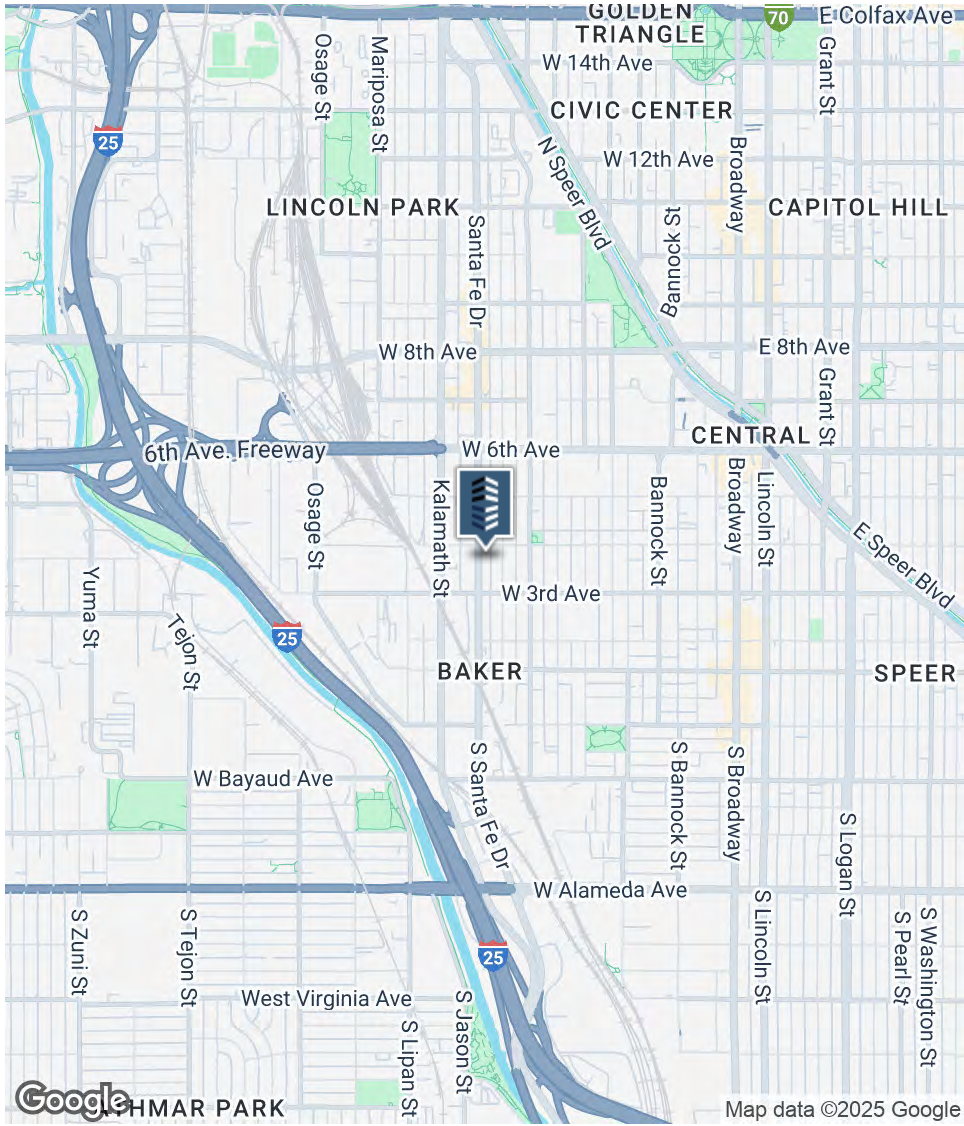 GOLDEN
TRIANGLE
70
E Colfax Ave
Osage St
Mariposa St
W 14th Ave
Grant St
CIVIC CENTER
25
N Speer Blvd
W 12th Ave
Broadway
LINCOLN PARK
Santa Fe Dr
Bannock St
CAPITOL HILL
W 8th Ave
E 8th Ave
Grant St
CENTRAL
6th Ave. Freeway
W 6th Ave
Osage St
Kalamath St
Bannock St
Broadway
Lincoln St
E Speer Blvd
W 3rd Ave
Yuma St
Tejon St
25
BAKER
SPEER
W Bayaud Ave
S Santa Fe Dr
S Bannock St
S Broadway
S Logan St
W Alameda Ave
S Zuni St
S Tejon St
S Lincoln St
S Pearl St
S Washington St
25
West Virginia Ave
S Lipan St
S Jason St
Google
THMAR PARK
Map data ©2025 Google